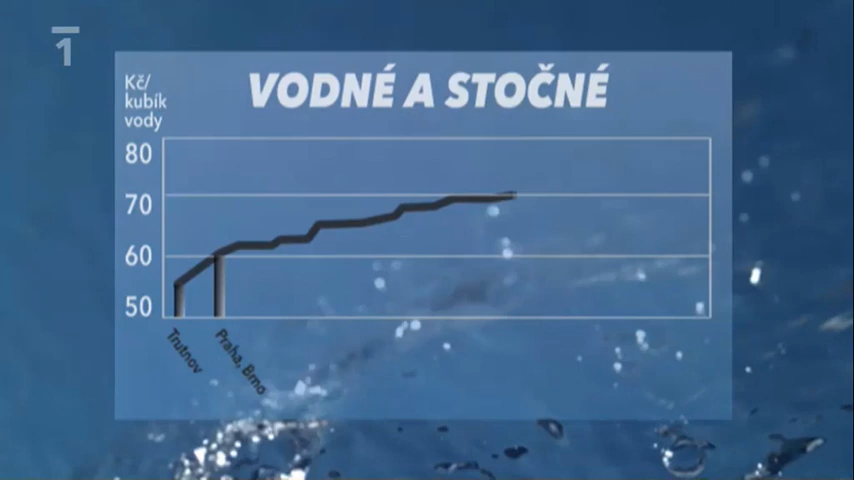 1
VODNÉ A STOČNÉ
Kč/
kubík
vody
80
70
60
50
Trutnov
Praha, Brno